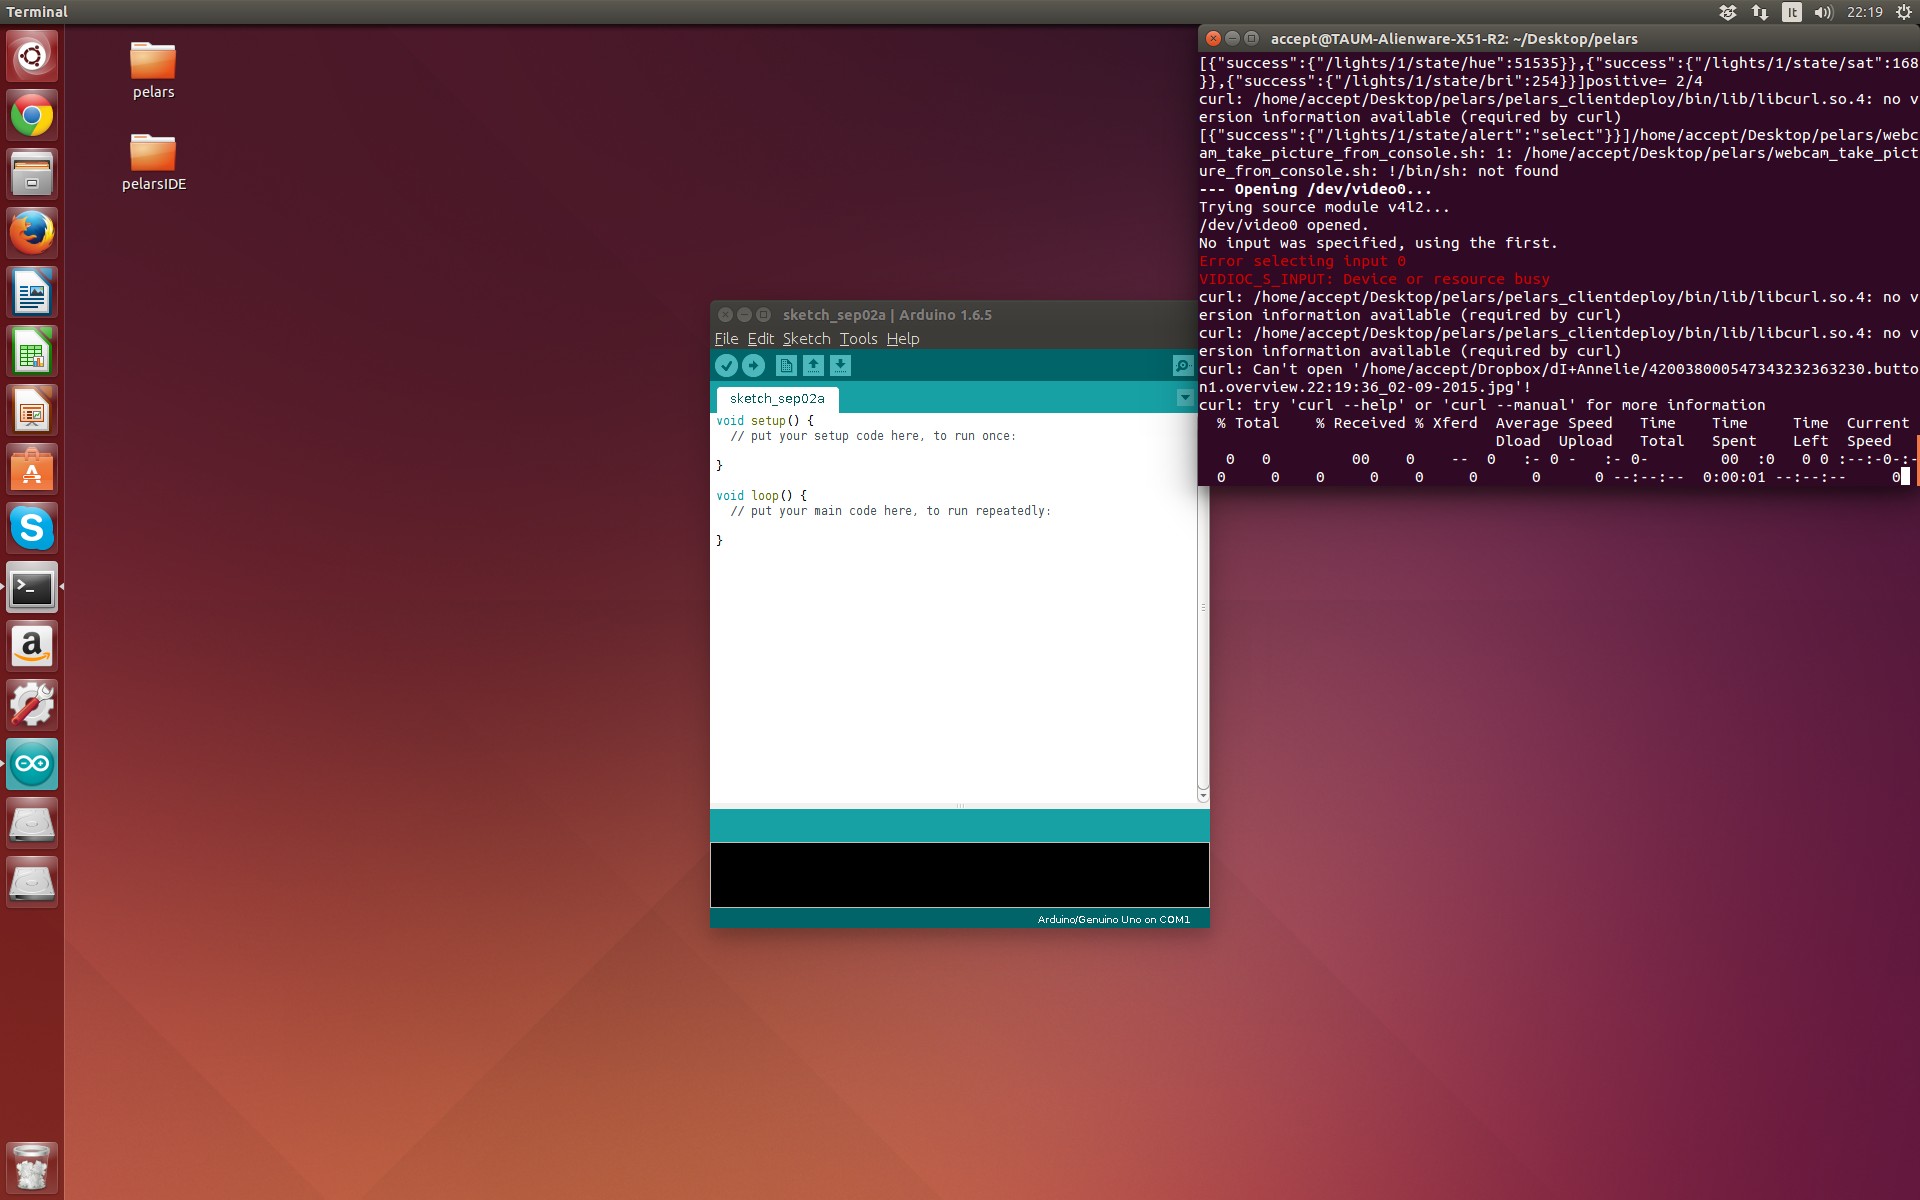 Terminal
It
22:19
pelars
pelarsIDE
accept@TAUM-Alienware-X51-R2: ~/Desktop/pelars
[{"success":{"/lights/1/state/hue":51535}},{"success":{"/lights/1/state/sat":168
}},{"success":{"/lights/1/state/bri":254}}]positive= 2/4
curl: /home/accept/Desktop/pelars/pelars_clientdeploy/bin/lib/libcurl.so.4: no v
ersion information available (required by curl)
[{"success":{"/lights/1/state/alert":"select"}}]/home/accept/Desktop/pelars/webc
am_take_picture_from_console.sh: 1: /home/accept/Desktop/pelars/webcam_take_pict
ure_from_console.sh: !/bin/sh: not found
--- Opening /dev/video0...
Trying source module v4l2...
/dev/video0 opened.
No input was specified, using the first.
Error selecting input 0
VIDIOC_S_INPUT: Device or resource busy
curl: /home/accept/Desktop/pelars/pelars_clientdeploy/bin/lib/libcurl.so.4: no v
ersion information available (required by curl)
curl: /home/accept/Desktop/pelars/pelars_clientdeploy/bin/lib/libcurl.so.4: no v
ersion information available (required by curl)
curl: Can't open '/home/accept/Dropbox/dI+Annelie/420038000547343232363230.butto
n1.overview.22:19:36_02-09-2015.jpg'!
curl: try 'curl --help' or 'curl --manual' for more information
% Total % Received % Xferd Average Speed Time Time Time Current
Dload Upload Total Spent Left Speed
0 0 00 0 -- 0 :- 0 - :- 0- 00 :0 0 0 :--:-0-:-
0 0 0 0 0 0 0 0 --:--:-- 0:00:01 --:--:-- 0
sketch_sep02a | Arduino 1.6.5
File Edit Sketch Tools Help
sketch_sep02a
void setup() {
// put your setup code here, to run once:
}
void loop() {
// put your main code here, to run repeatedly:
}
Arduino/Genuino Uno on COM1